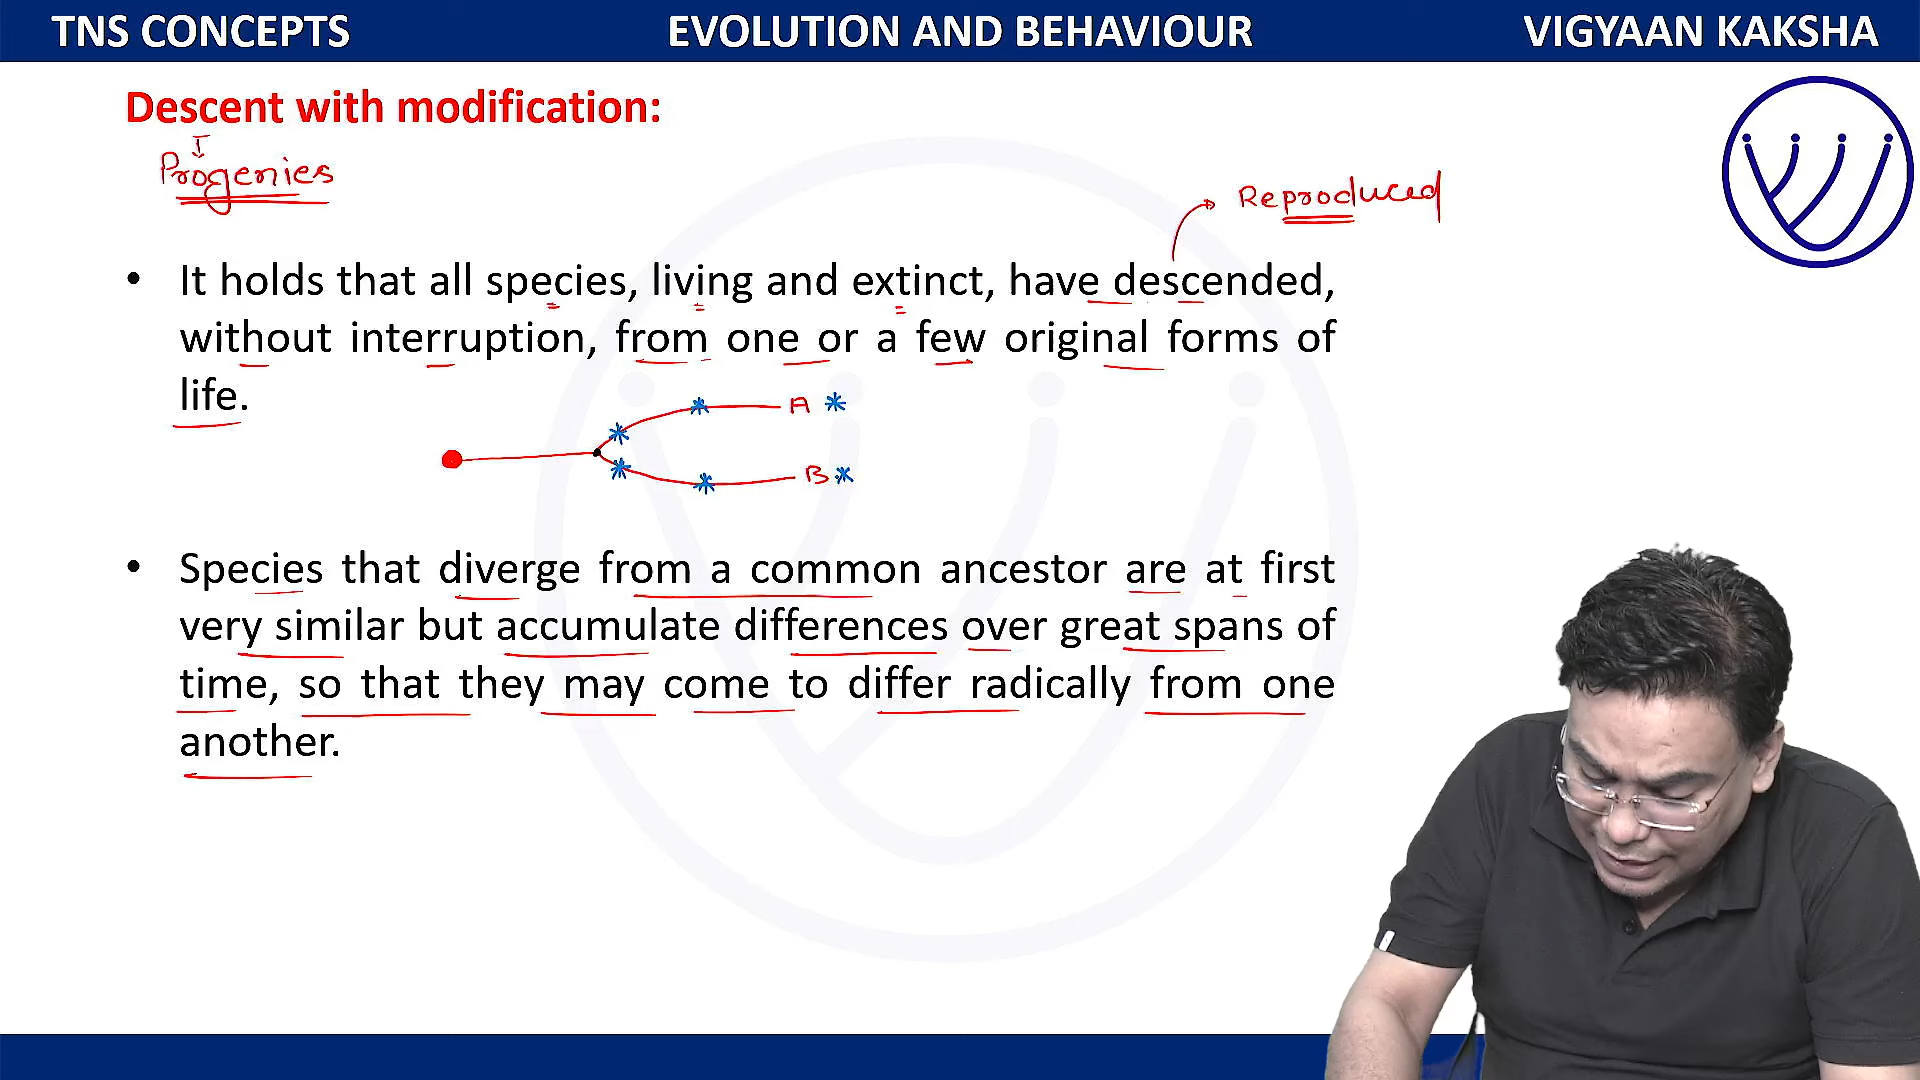 TNS CONCEPTS EVOLUTION AND BEHAVIOUR VIGYAAN KAKSHA
Descent with modification:
Progenies
Reproduced
• It holds that all species, living and extinct, have descended,
without interruption, from one or a few original forms of
life.
A
B
• Species that diverge from a common ancestor are at first
very similar but accumulate differences over great spans of
time, so that they may come to differ radically from one
another.